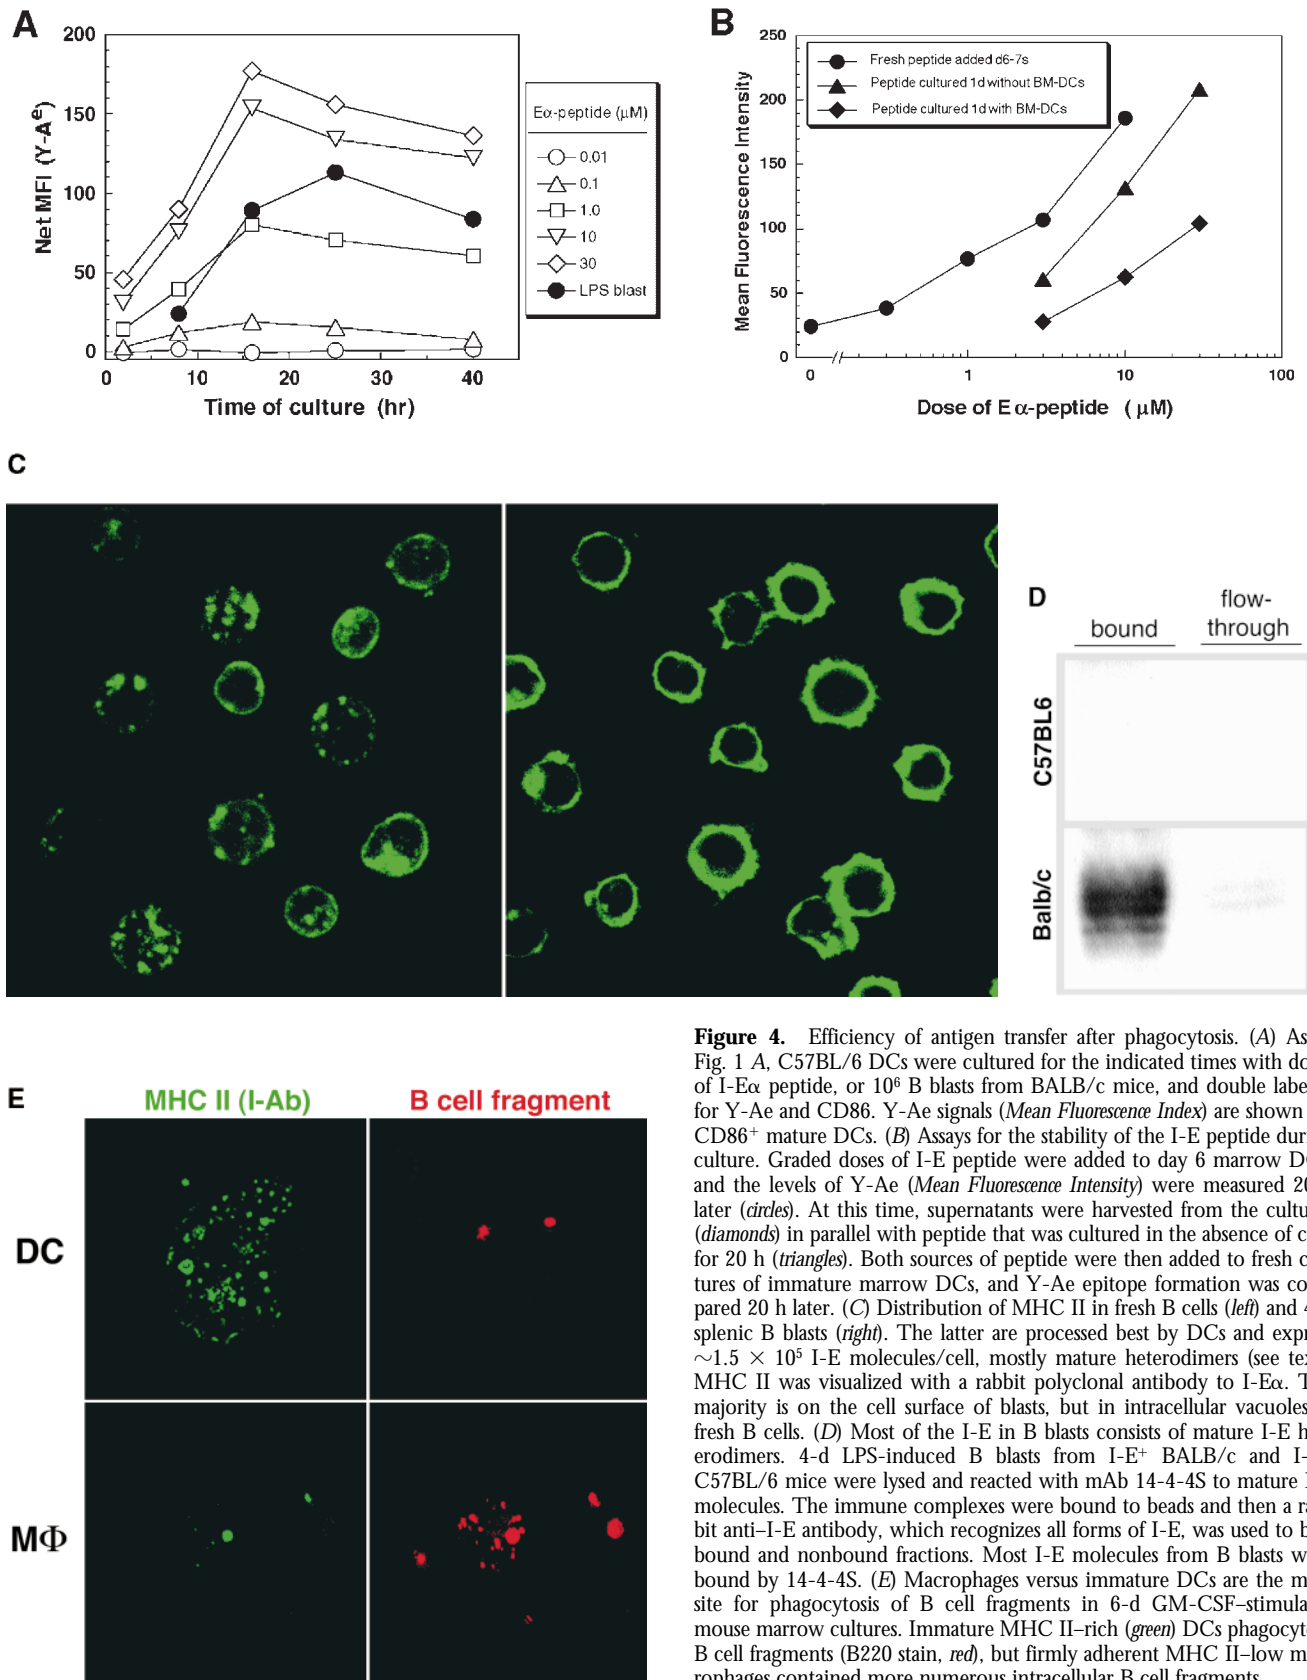 A
200
150
100
50
0
Net MFI (Y-Ae)
0 10 20 30 40
Time of culture (hr)
Eα-peptide (μM)
0.01
0.1
1.0
10
30
LPS blast
B
250
200
150
100
50
0
Mean Fluorescence Intensity
Fresh peptide added d6-7s
Peptide cultured 1d without BM-DCs
Peptide cultured 1d with BM-DCs
0 1 10 100
Dose of Eα-peptide (μM)
C
D
bound
flow-
through
C57BL6
Balb/c
E
MHC II (I-Ab)
B cell fragment
DC
MΦ
Figure 4. Efficiency of antigen transfer after phagocytosis. (A) As
Fig. 1 A, C57BL/6 DCs were cultured for the indicated times with do
of I-Eα peptide, or 10⁶ B blasts from BALB/c mice, and double label
for Y-Ae and CD86. Y-Ae signals (Mean Fluorescence Index) are shown
CD86⁺ mature DCs. (B) Assays for the stability of the I-E peptide duri
culture. Graded doses of I-E peptide were added to day 6 marrow DC
and the levels of Y-Ae (Mean Fluorescence Intensity) were measured 20
later (circles). At this time, supernatants were harvested from the cultur
(diamonds) in parallel with peptide that was cultured in the absence of c
for 20 h (triangles). Both sources of peptide were then added to fresh c
tures of immature marrow DCs, and Y-Ae epitope formation was co
pared 20 h later. (C) Distribution of MHC II in fresh B cells (left) and 4
splenic B blasts (right). The latter are processed best by DCs and expr
∼1.5 × 10⁵ I-E molecules/cell, mostly mature heterodimers (see tex
MHC II was visualized with a rabbit polyclonal antibody to I-Eα. T
majority is on the cell surface of blasts, but in intracellular vacuoles
fresh B cells. (D) Most of the I-E in B blasts consists of mature I-E h
erodimers. 4-d LPS-induced B blasts from I-E⁺ BALB/c and I-
C57BL/6 mice were lysed and reacted with mAb 14-4-4S to mature I
molecules. The immune complexes were bound to beads and then a ra
bit anti–I-E antibody, which recognizes all forms of I-E, was used to b
bound and nonbound fractions. Most I-E molecules from B blasts w
bound by 14-4-4S. (E) Macrophages versus immature DCs are the m
site for phagocytosis of B cell fragments in 6-d GM-CSF–stimula
mouse marrow cultures. Immature MHC II–rich (green) DCs phagocyt
B cell fragments (B220 stain, red), but firmly adherent MHC II–low m
rophages contained more numerous intracellular B cell fragments.